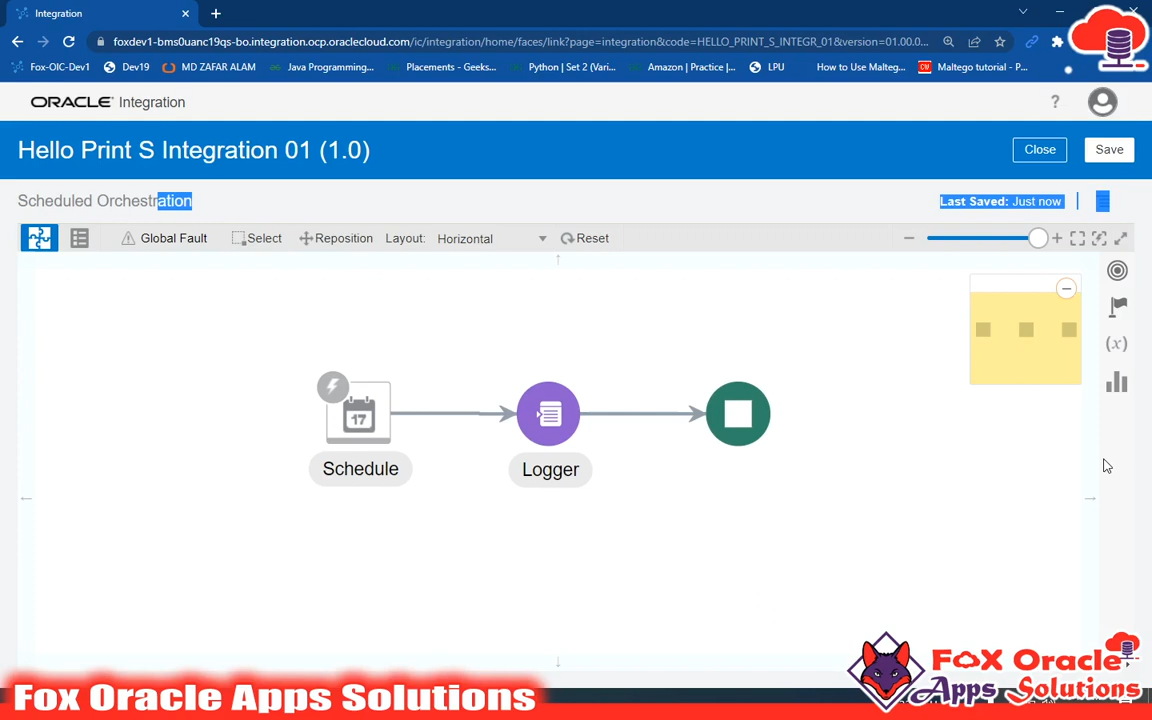 Integration
foxdev1-bms0uanc19qs-bo.integration.ocp.oraclecloud.com/ic/integration/home/faces/link?page=integration&code=HELLO_PRINT_S_INTEGR_01&version=01.00.0...
Fox-OIC-Dev1 Dev19 MD ZAFAR ALAM Java Programming... Placements - Geeks... Python | Set 2 (Vari... Amazon | Practice |... LPU How to Use Malteg... Maltego tutorial - P...
ORACLE Integration ?
Hello Print S Integration 01 (1.0) Close Save
Scheduled Orchestration Last Saved: Just now
Global Fault Select Reposition Layout: Horizontal Reset
(x)
17
Schedule Logger
Fox Oracle Apps Solutions
FOX Oracle
Apps Solutions